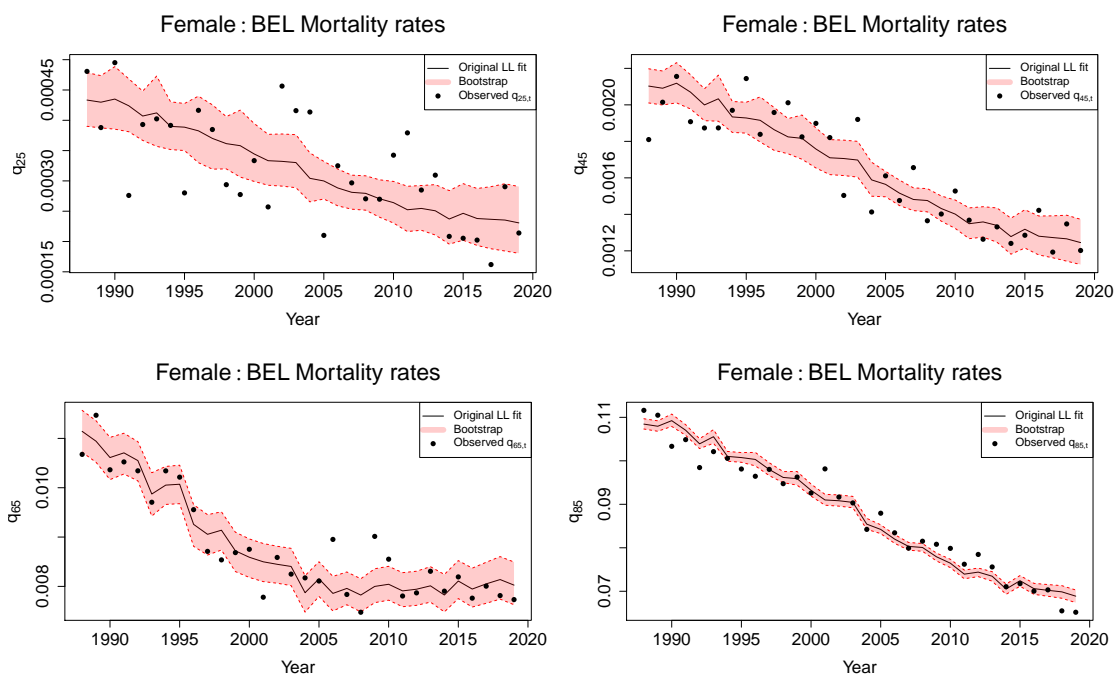 Female : BEL Mortality rates
Original LL fit
Bootstrap
Observed q25,t
q25
0.00045
0.00030
0.00015
1990 1995 2000 2005 2010 2015 2020
Year
Female : BEL Mortality rates
Original LL fit
Bootstrap
Observed q45,t
q45
0.0020
0.0016
0.0012
1990 1995 2000 2005 2010 2015 2020
Year
Female : BEL Mortality rates
Original LL fit
Bootstrap
Observed q65,t
q65
0.010
0.008
1990 1995 2000 2005 2010 2015 2020
Year
Female : BEL Mortality rates
Original LL fit
Bootstrap
Observed q85,t
q85
0.11
0.09
0.07
1990 1995 2000 2005 2010 2015 2020
Year